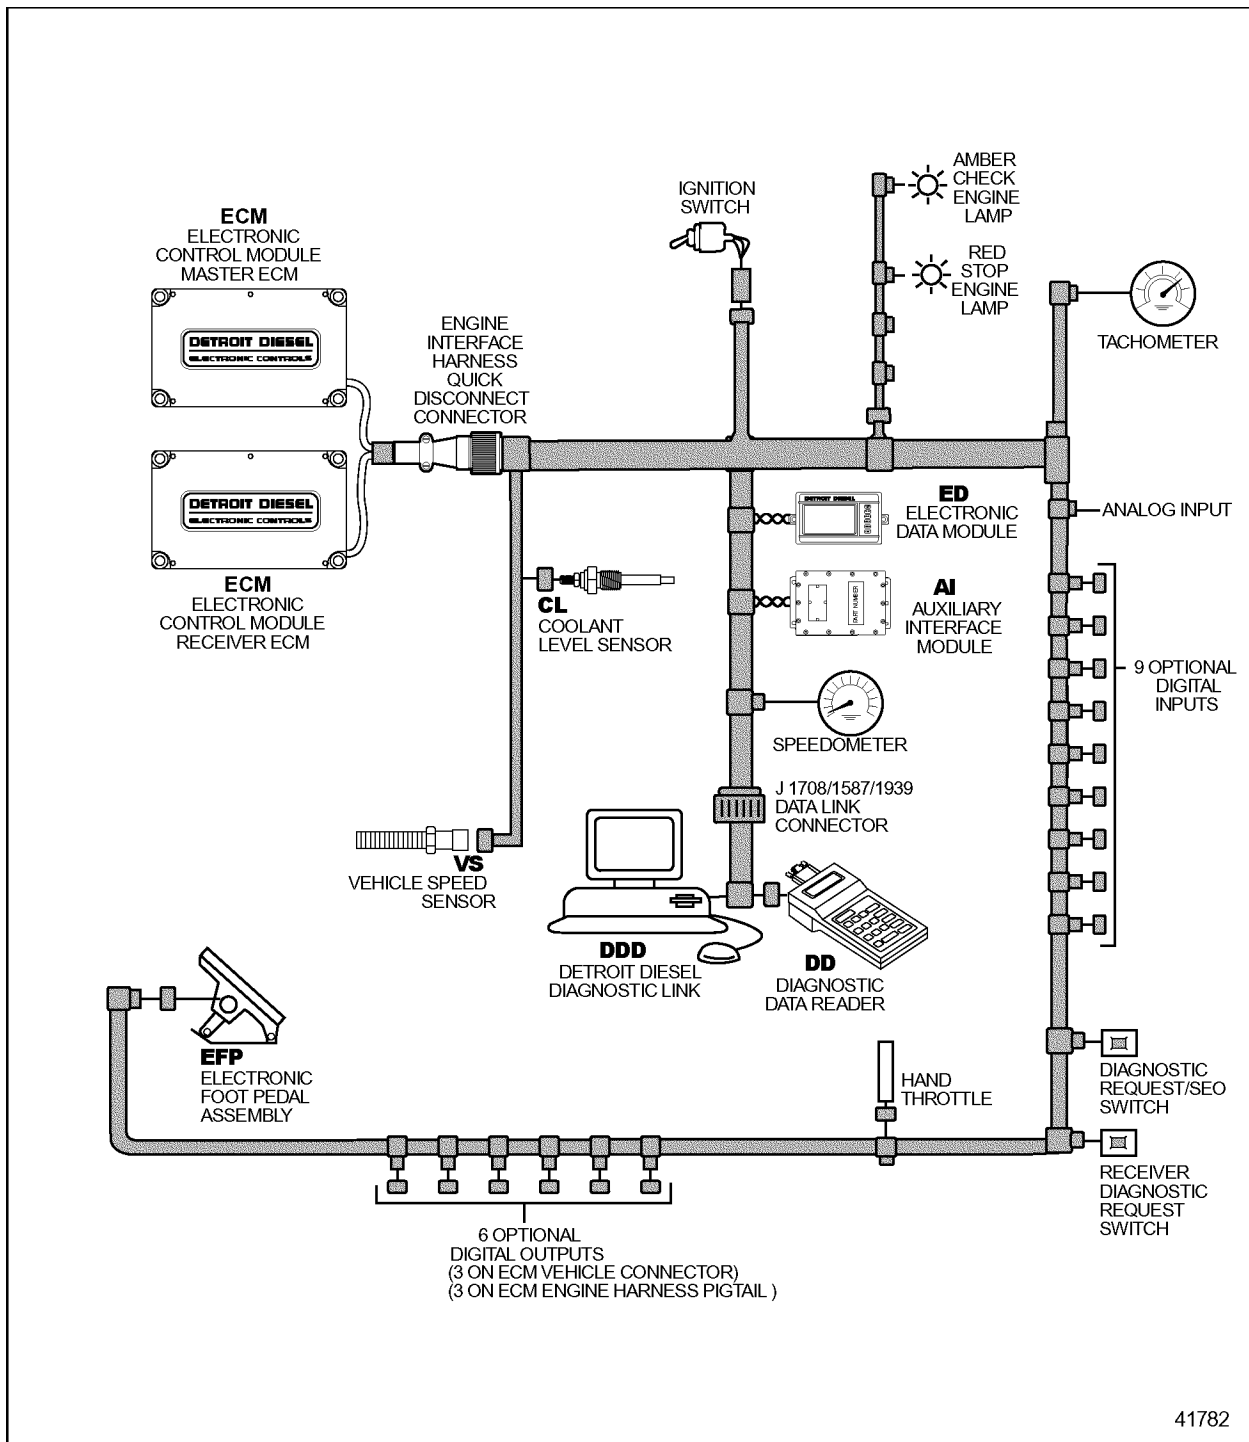 ECM
ELECTRONIC
CONTROL MODULE
MASTER ECM
DETROIT DIESEL
ELECTRONIC CONTROLS
DETROIT DIESEL
ELECTRONIC CONTROLS
ECM
ELECTRONIC
CONTROL MODULE
RECEIVER ECM
ENGINE
INTERFACE
HARNESS
QUICK
DISCONNECT
CONNECTOR
IGNITION
SWITCH
AMBER
CHECK
ENGINE
LAMP
RED
STOP
ENGINE
LAMP
TACHOMETER
DETROIT DIESEL
ED
ELECTRONIC
DATA MODULE
ANALOG INPUT
PART NUMBER
AI
AUXILIARY
INTERFACE
MODULE
CL
COOLANT
LEVEL SENSOR
9 OPTIONAL
DIGITAL
INPUTS
SPEEDOMETER
J 1708/1587/1939
DATA LINK
CONNECTOR
VS
VEHICLE SPEED
SENSOR
DDD
DETROIT DIESEL
DIAGNOSTIC LINK
DD
DIAGNOSTIC
DATA READER
EFP
ELECTRONIC
FOOT PEDAL
ASSEMBLY
HAND
THROTTLE
DIAGNOSTIC
REQUEST/SEO
SWITCH
RECEIVER
DIAGNOSTIC
REQUEST
SWITCH
6 OPTIONAL
DIGITAL OUTPUTS
(3 ON ECM VEHICLE CONNECTOR)
(3 ON ECM ENGINE HARNESS PIGTAIL )
41782